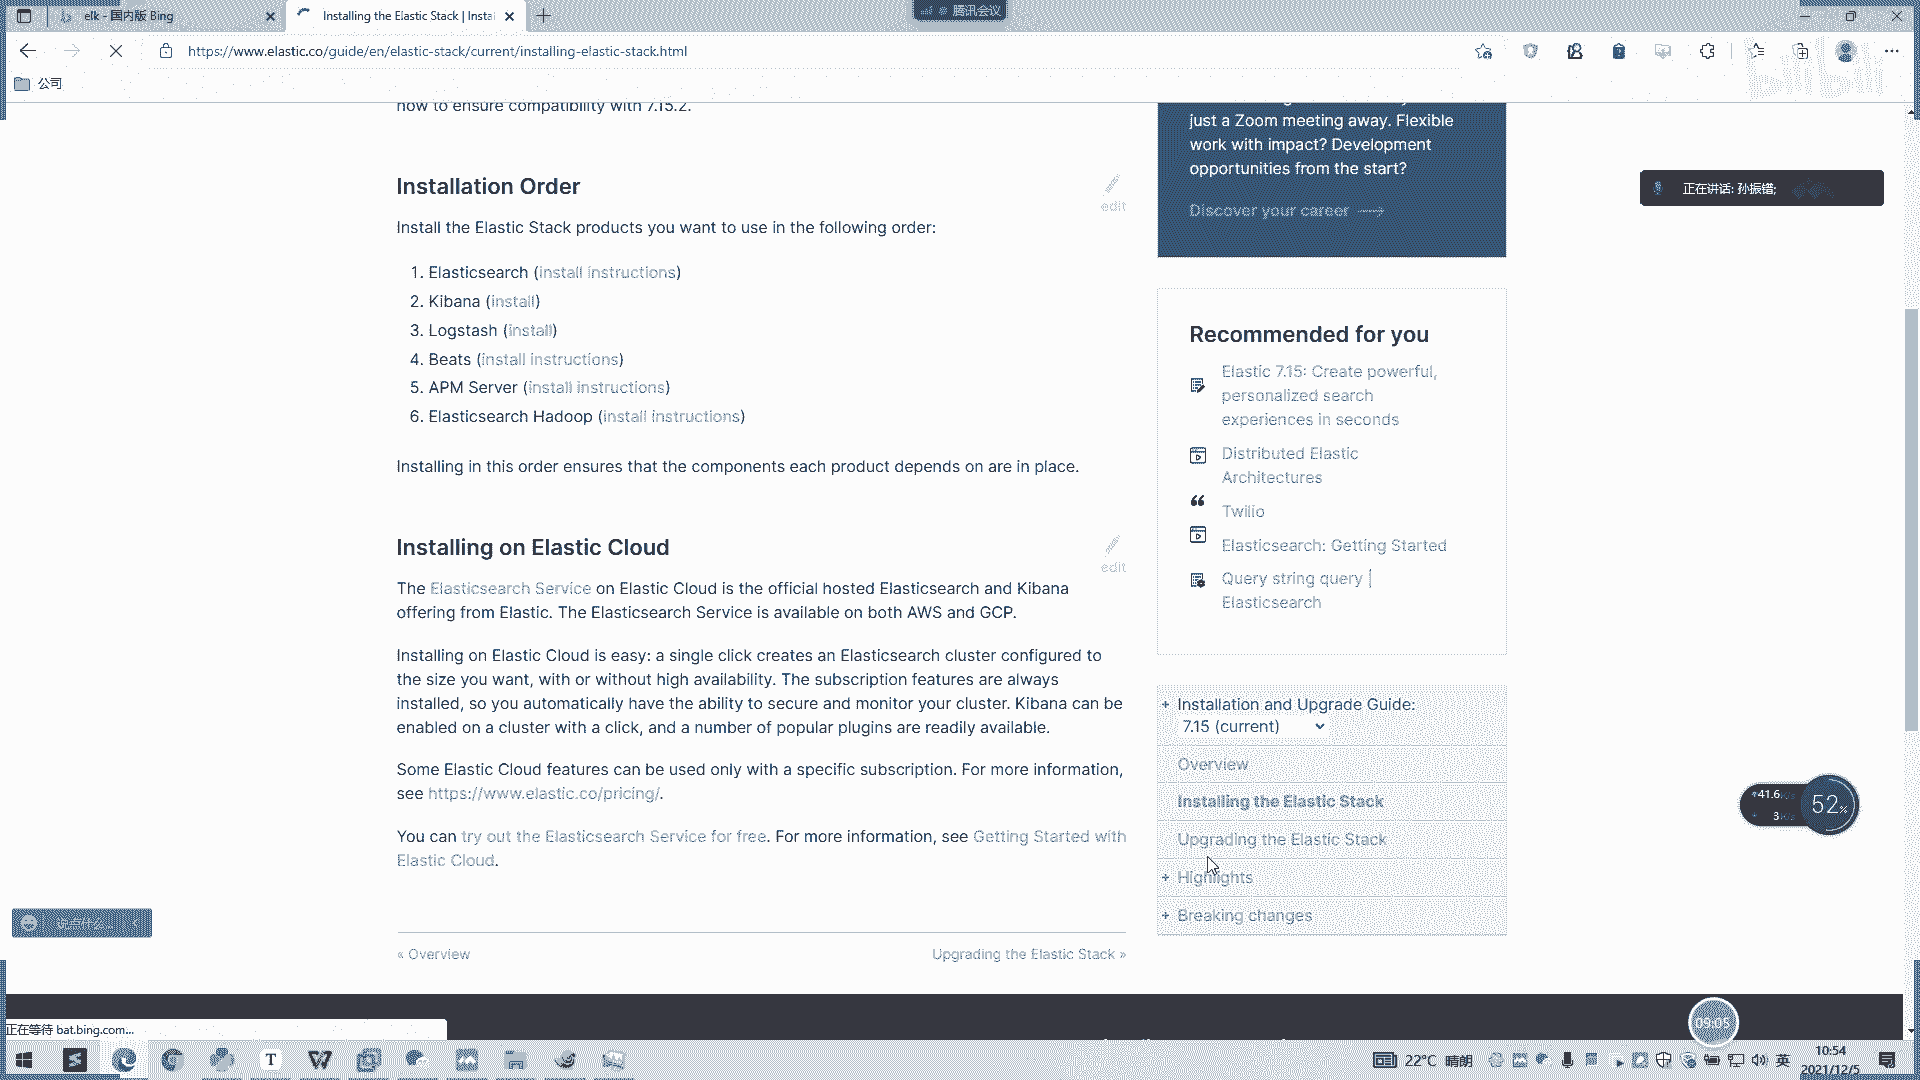 elk - 国内版 Bing
Installing the Elastic Stack | Insta
腾讯会议
https://www.elastic.co/guide/en/elastic-stack/current/installing-elastic-stack.html
公司
how to ensure compatibility with 7.15.2.
Installation Order
edit
Install the Elastic Stack products you want to use in the following order:
1. Elasticsearch (install instructions)
2. Kibana (install)
3. Logstash (install)
4. Beats (install instructions)
5. APM Server (install instructions)
6. Elasticsearch Hadoop (install instructions)
Installing in this order ensures that the components each product depends on are in place.
Installing on Elastic Cloud
edit
The Elasticsearch Service on Elastic Cloud is the official hosted Elasticsearch and Kibana
offering from Elastic. The Elasticsearch Service is available on both AWS and GCP.
Installing on Elastic Cloud is easy: a single click creates an Elasticsearch cluster configured to
the size you want, with or without high availability. The subscription features are always
installed, so you automatically have the ability to secure and monitor your cluster. Kibana can be
enabled on a cluster with a click, and a number of popular plugins are readily available.
Some Elastic Cloud features can be used only with a specific subscription. For more information,
see https://www.elastic.co/pricing/.
You can try out the Elasticsearch Service for free. For more information, see Getting Started with
Elastic Cloud.
« Overview
Upgrading the Elastic Stack »
just a Zoom meeting away. Flexible
work with impact? Development
opportunities from the start?
Discover your career
Recommended for you
Elastic 7.15: Create powerful,
personalized search
experiences in seconds
Distributed Elastic
Architectures
Twilio
Elasticsearch: Getting Started
Query string query |
Elasticsearch
Installation and Upgrade Guide:
7.15 (current)
Overview
Installing the Elastic Stack
Upgrading the Elastic Stack
Highlights
Breaking changes
正在讲话: 孙振锴;
41.6
52%
09:05
正在等待 bat.bing.com...
22°C 晴朗
英
10:54
2021/12/5